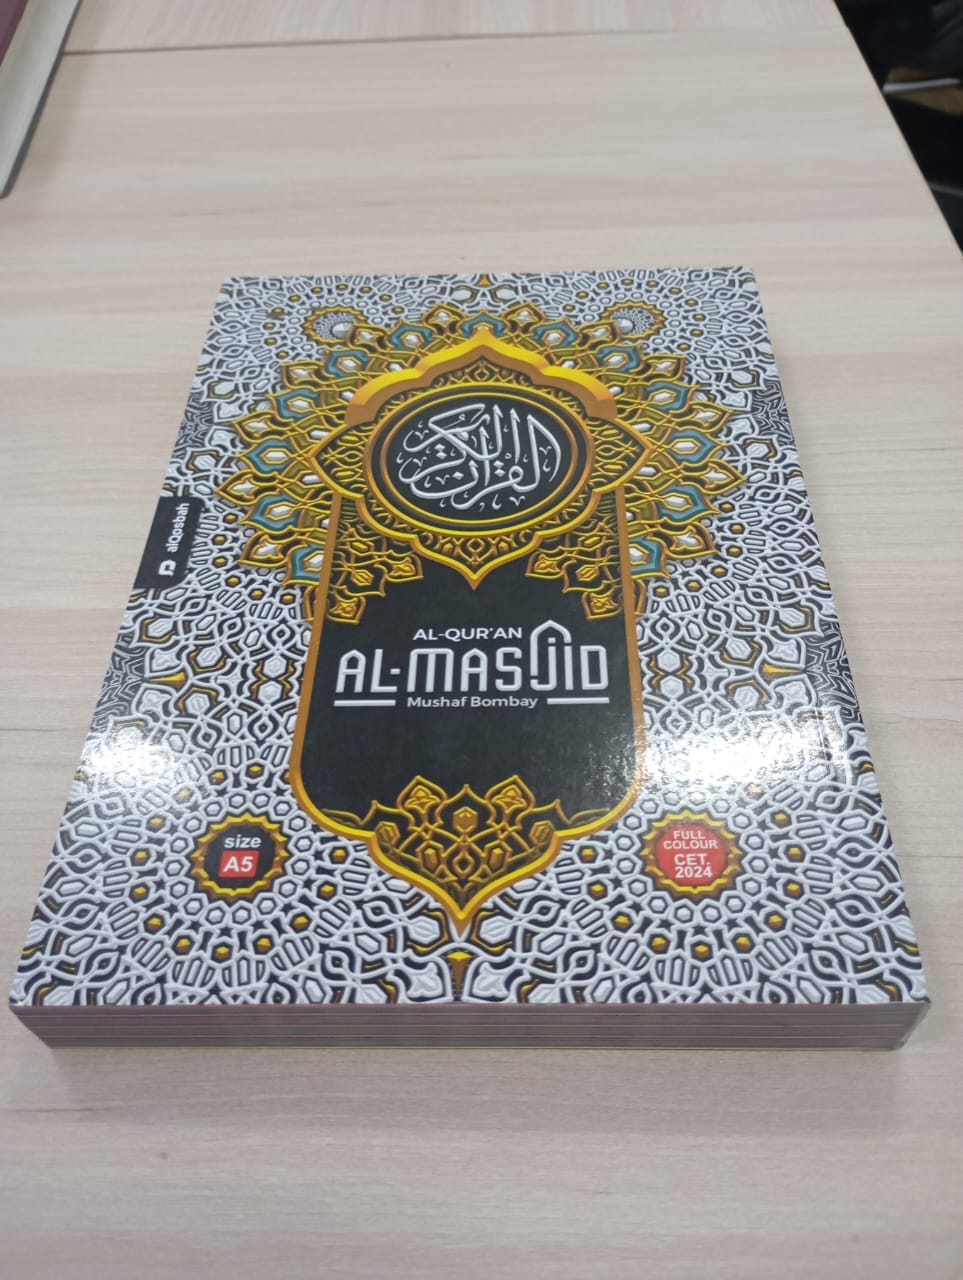 القرآن الكريم
alQosbah
AL-QUR'AN
AL-MASJID
Mushaf Bombay
size
A5
FULL
COLOUR
CET.
2024